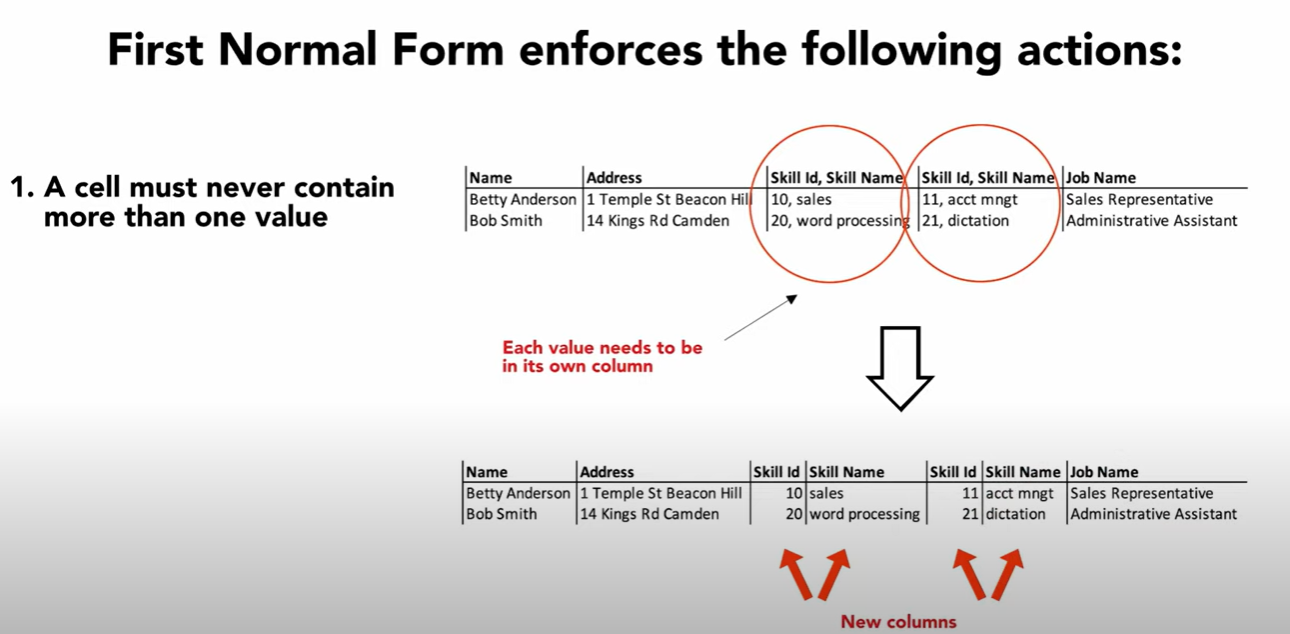 First Normal Form enforces the following actions:
1. A cell must never contain
more than one value
Name Address Skill Id, Skill Name Skill Id, Skill Name Job Name
Betty Anderson 1 Temple St Beacon Hill 10, sales 11, acct mngt Sales Representative
Bob Smith 14 Kings Rd Camden 20, word processing 21, dictation Administrative Assistant
Each value needs to be
in its own column
Name Address Skill Id Skill Name Skill Id Skill Name Job Name
Betty Anderson 1 Temple St Beacon Hill 10 sales 11 acct mngt Sales Representative
Bob Smith 14 Kings Rd Camden 20 word processing 21 dictation Administrative Assistant
New columns